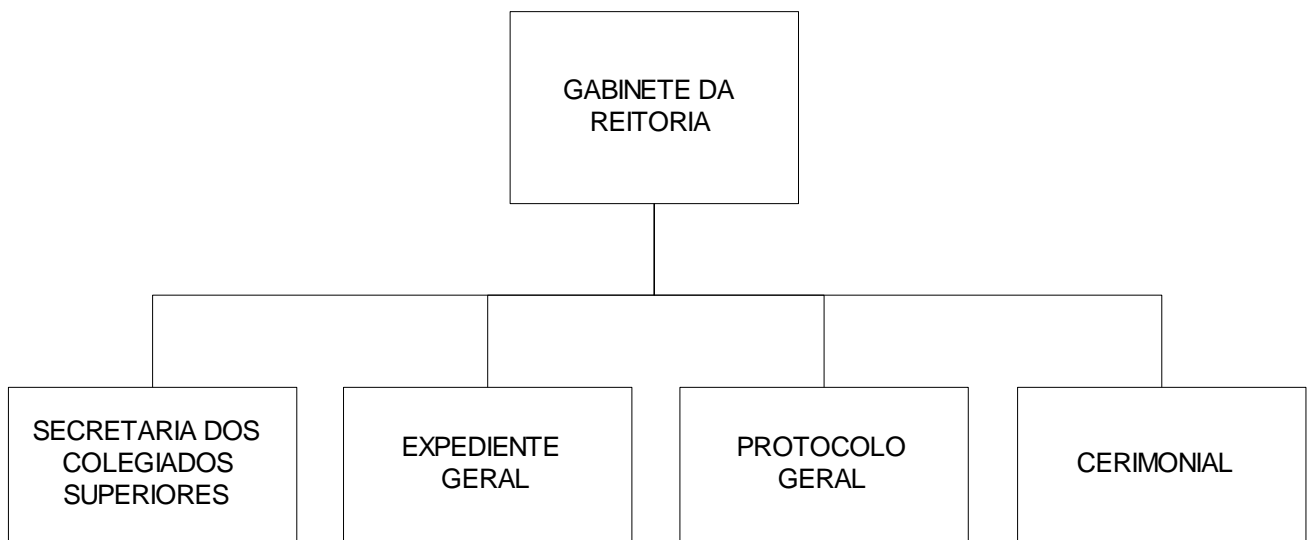 GABINETE DA
REITORIA
SECRETARIA DOS
COLEGIADOS
SUPERIORES
EXPEDIENTE
GERAL
PROTOCOLO
GERAL
CERIMONIAL